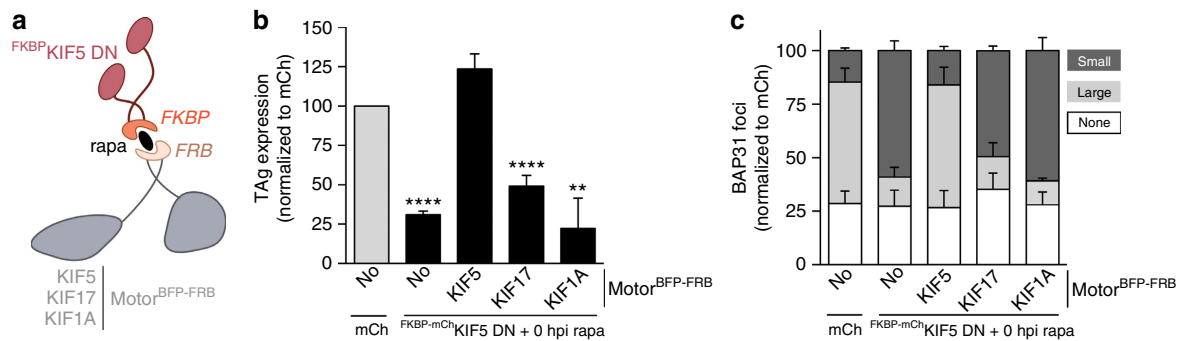 a
FKBPKIF5 DN
FKBP
rapa
FRB
KIF5
KIF17
KIF1A
MotorBFP-FRB
b
TAg expression
(normalized to mCh)
150
125
100
75
50
25
0
****
****
**
No
No
KIF5
KIF17
KIF1A
MotorBFP-FRB
mCh
FKBP-mChKIF5 DN + 0 hpi rapa
c
BAP31 foci
(normalized to mCh)
100
75
50
25
0
Small
Large
None
No
No
KIF5
KIF17
KIF1A
MotorBFP-FRB
mCh
FKBP-mChKIF5 DN + 0 hpi rapa